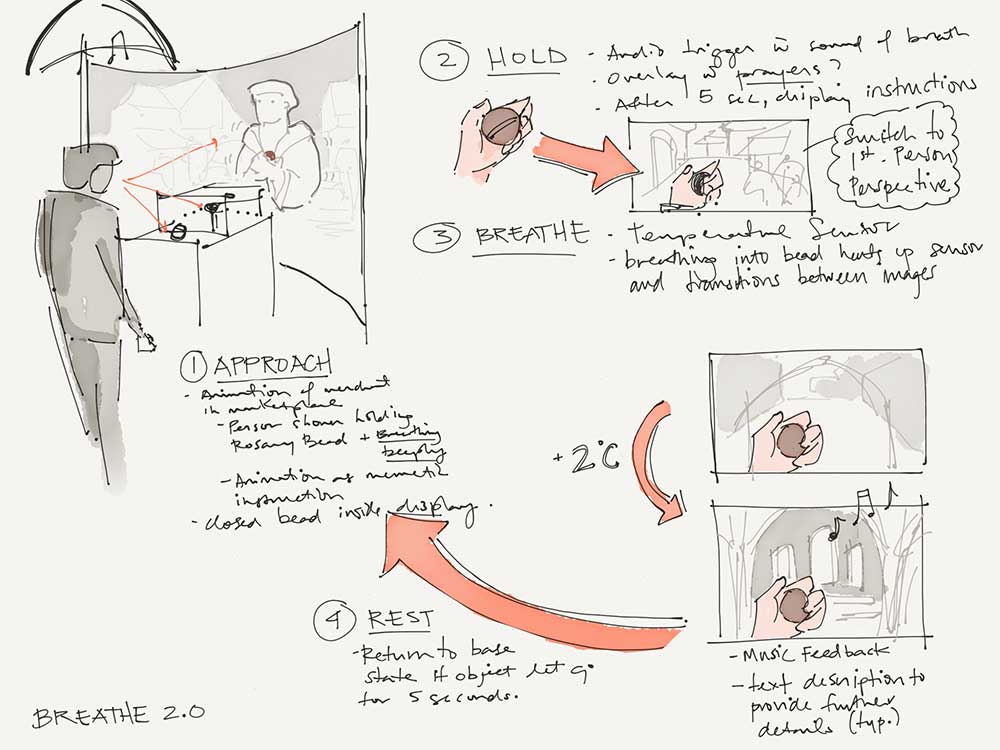 ① APPROACH
- Animation of merchant
in marketplace
- Person shown holding
Rosary Bead + Breathing
deeply
- Animation as mimetic
instruction
- closed bead inside display.
② HOLD
- Audio trigger w sound of breath
- Overlay w prayers?
- After 5 sec, display instructions
Switch to
1st. Person
Perspective
③ BREATHE
- Temperature Sensor
- breathing into bead heats up sensor
and transitions between images
+2°C
- Music Feedback
- text description to
provide further
details (typ.)
④ REST
- Return to base
state if object let go
for 5 seconds.
BREATHE 2.0